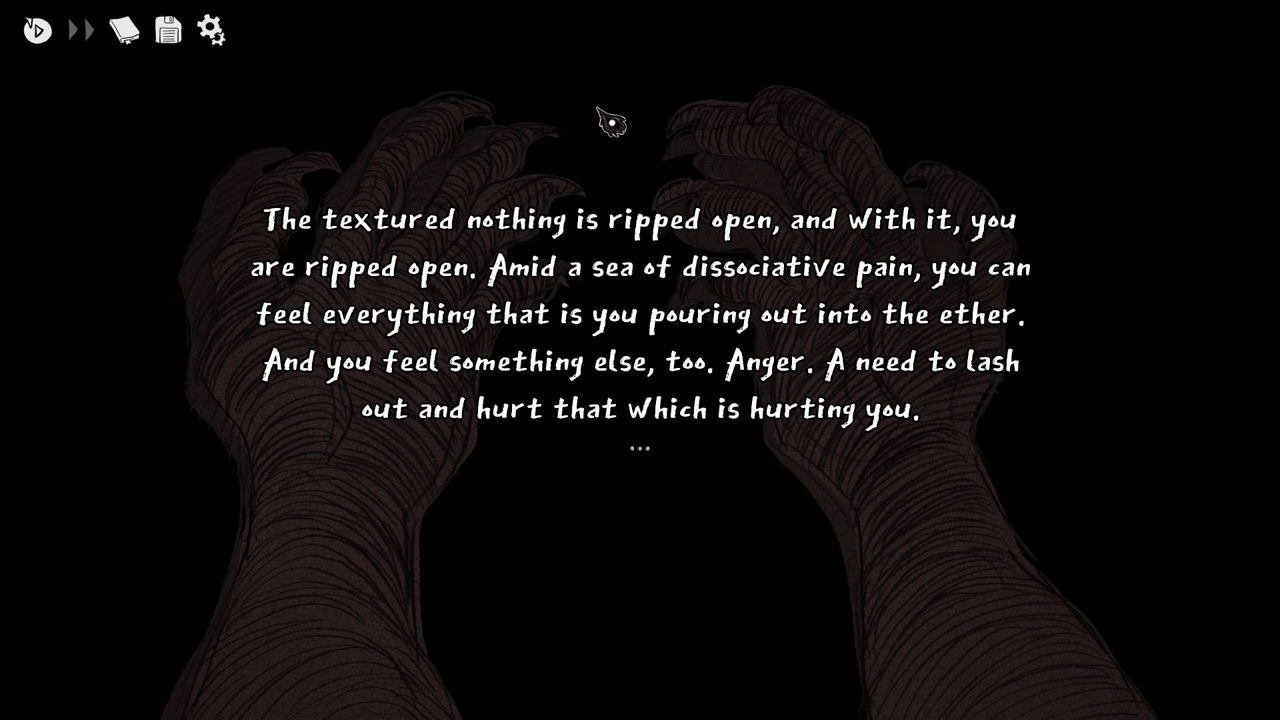 The textured nothing is ripped open, and with it, you
are ripped open. Amid a sea of dissociative pain, you can
feel everything that is you pouring out into the ether.
And you feel something else, too. Anger. A need to lash
out and hurt that which is hurting you.
...